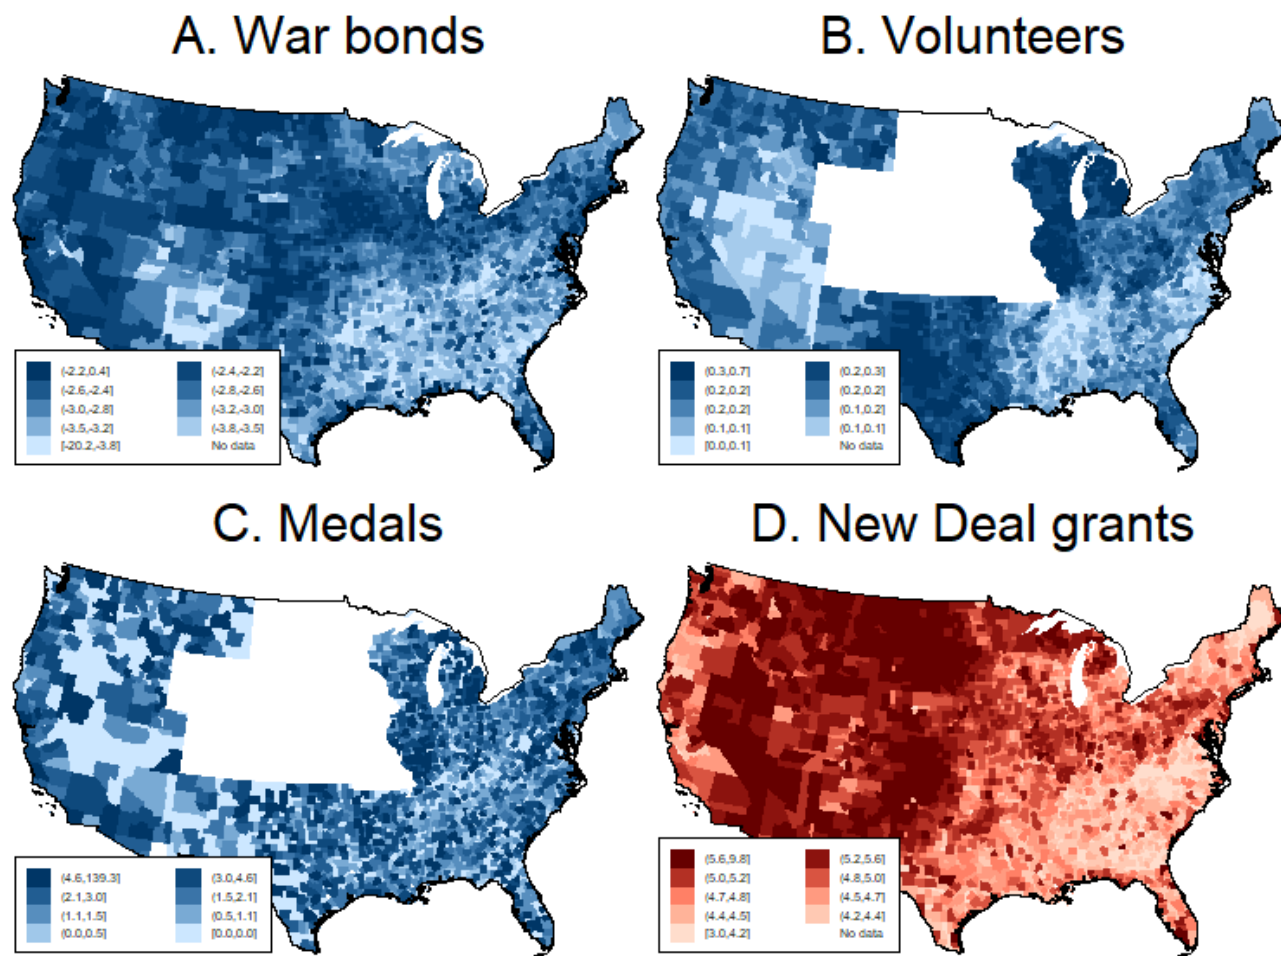 A. War bonds
B. Volunteers
(-2.2,0.4] (-2.4,-2.2]
(-2.6,-2.4] (-2.8,-2.6]
(-3.0,-2.8] (-3.2,-3.0]
(-3.5,-3.2] (-3.8,-3.5]
[-20.2,-3.8] No data
(0.3,0.7] (0.2,0.3]
(0.2,0.2] (0.2,0.2]
(0.2,0.2] (0.1,0.2]
(0.1,0.1] (0.1,0.1]
[0.0,0.1] No data
C. Medals
D. New Deal grants
(4.6,139.3] (3.0,4.6]
(2.1,3.0] (1.5,2.1]
(1.1,1.5] (0.5,1.1]
(0.0,0.5] [0.0,0.0]
(5.6,9.8] (5.2,5.6]
(5.0,5.2] (4.8,5.0]
(4.7,4.8] (4.5,4.7]
(4.4,4.5] (4.2,4.4]
[3.0,4.2] No data